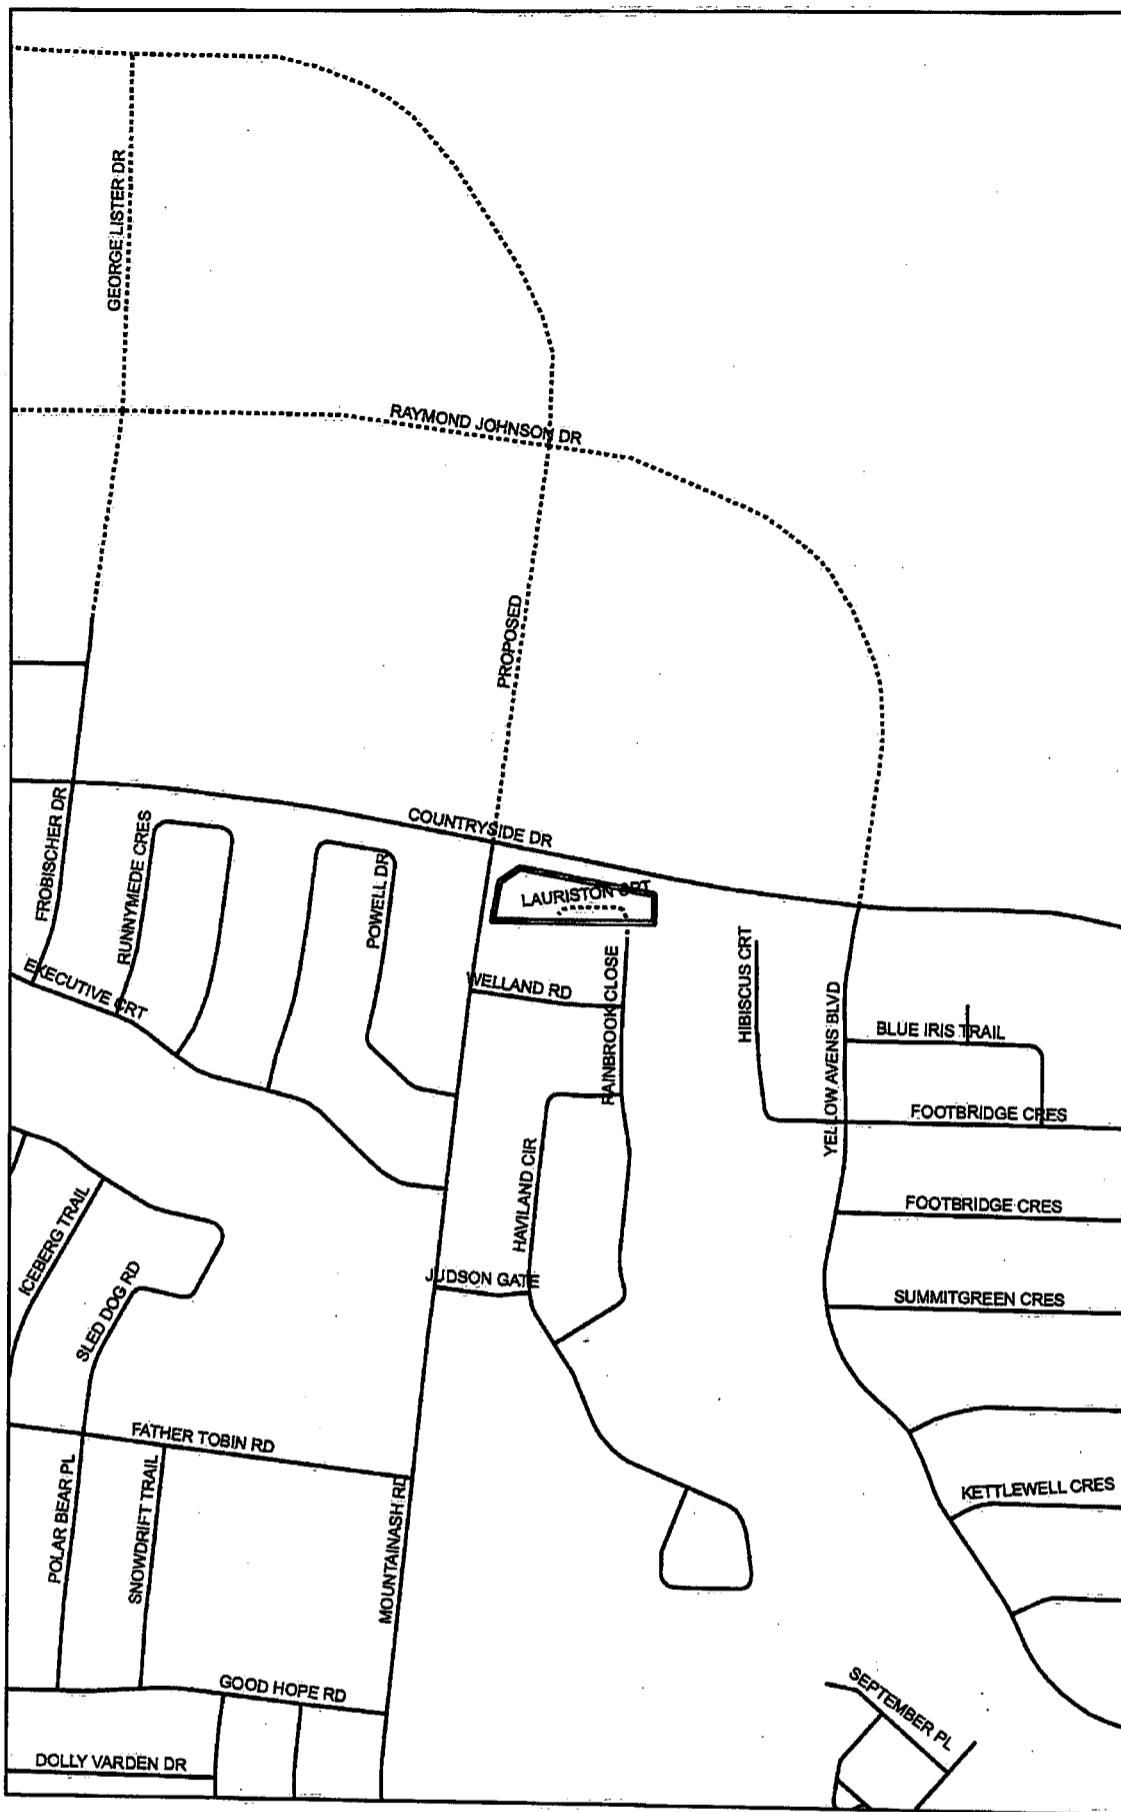 GEORGE LISTER DR
RAYMOND JOHNSON DR
PROPOSED
COUNTRYSIDE DR
FROBISCHER DR
RUNNYMEDE CRES
POWELL DR
LAURISTON CRT
EXECUTIVE CRT
WELLAND RD
RAINBROOK CLOSE
HIBISCUS CRT
YELLOW AVENS BLVD
BLUE IRIS TRAIL
FOOTBRIDGE CRES
HAVILAND CIR
FOOTBRIDGE CRES
ICEBERG TRAIL
SLED DOG RD
JUDSON GATE
SUMMITGREEN CRES
FATHER TOBIN RD
POLAR BEAR PL
SNOWDRIFT TRAIL
MOUNTAINASH RD
KETTLEWELL CRES
GOOD HOPE RD
SEPTEMBER PL
DOLLY VARDEN DR